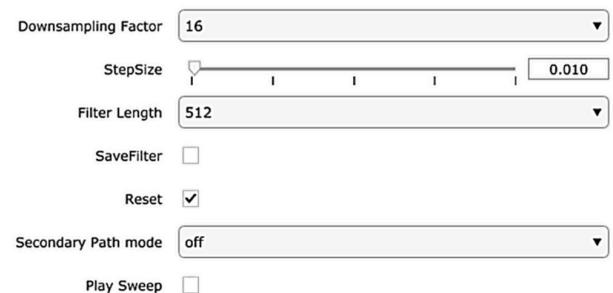 Downsampling Factor 16
StepSize 0.010
Filter Length 512
SaveFilter
Reset
Secondary Path mode off
Play Sweep